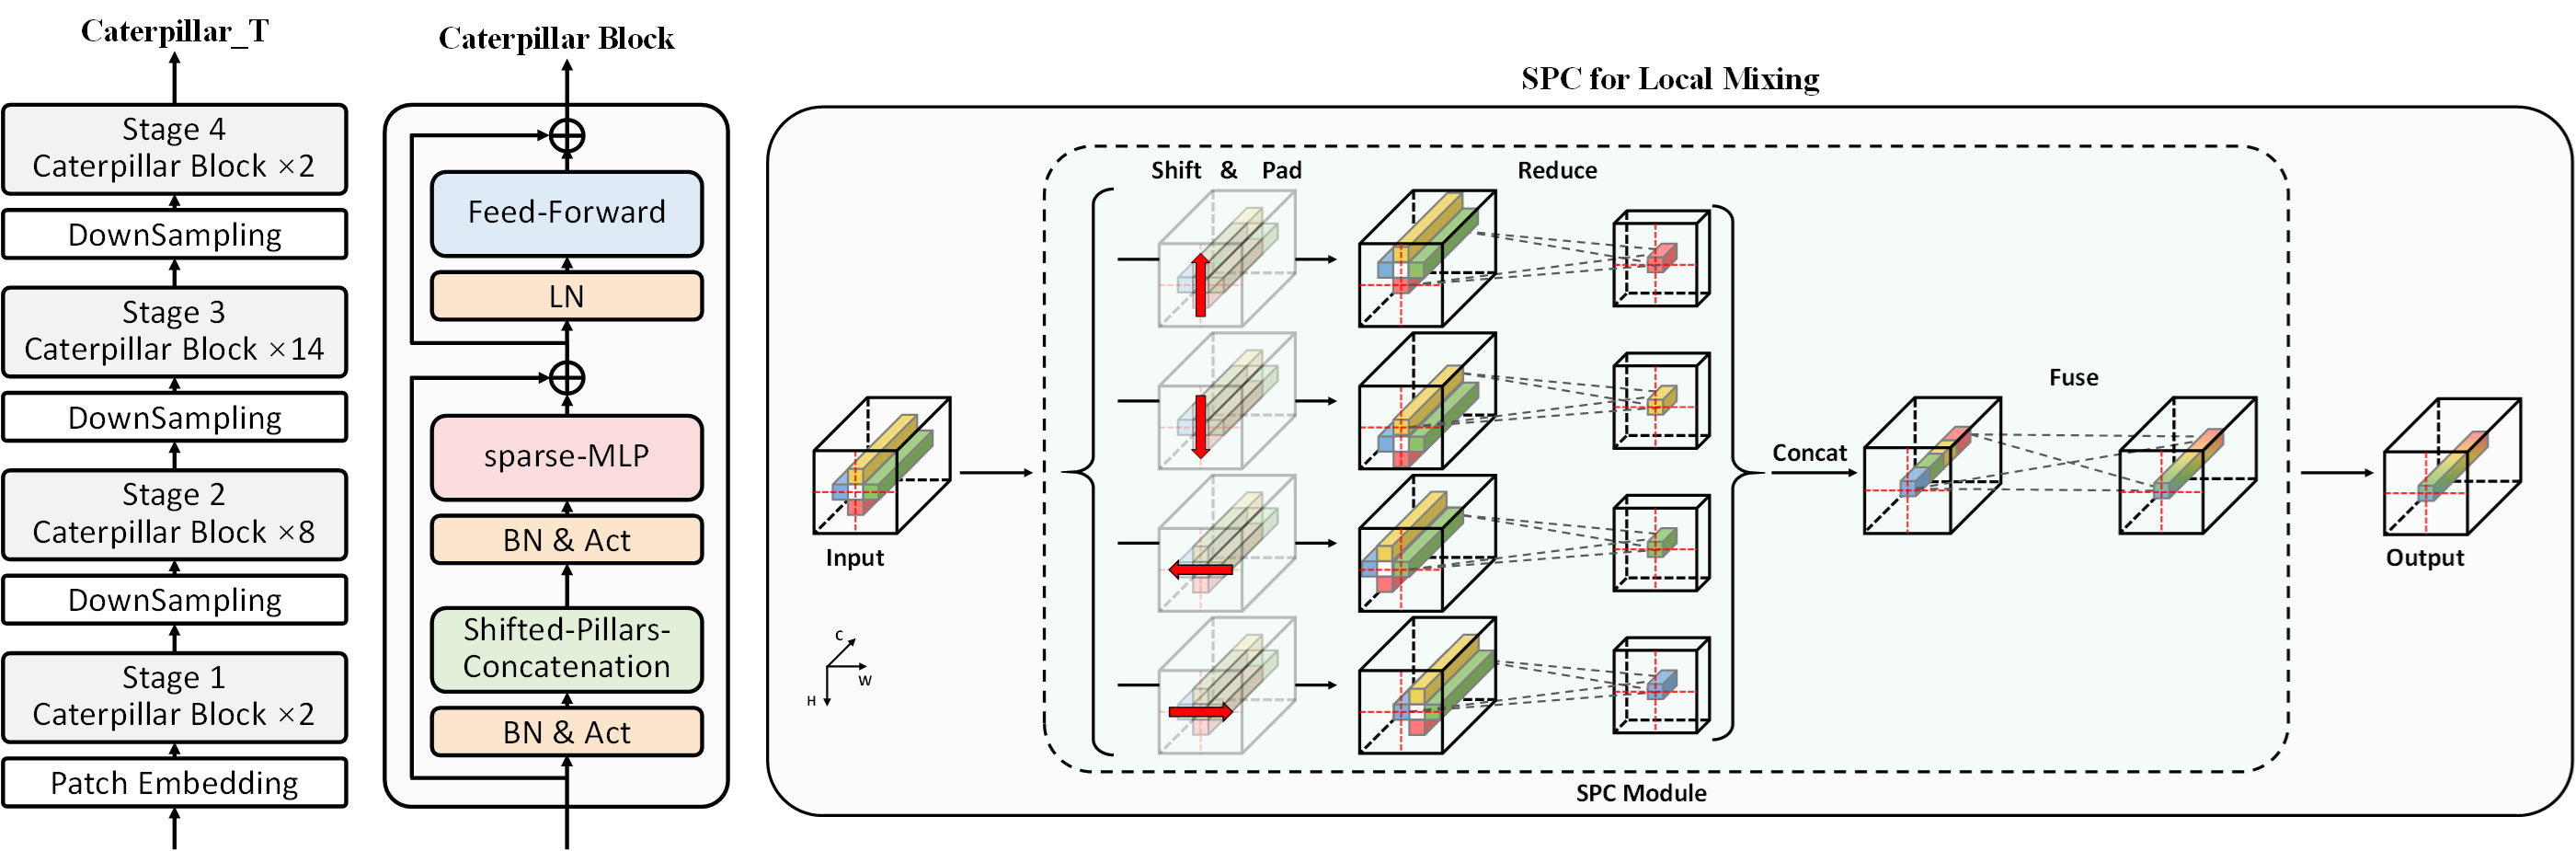 Caterpillar_T
Stage 4
Caterpillar Block ×2
DownSampling
Stage 3
Caterpillar Block ×14
DownSampling
Stage 2
Caterpillar Block ×8
DownSampling
Stage 1
Caterpillar Block ×2
Patch Embedding
Caterpillar Block
Feed-Forward
LN
sparse-MLP
BN & Act
Shifted-Pillars-
Concatenation
BN & Act
SPC for Local Mixing
Shift & Pad
Reduce
Input
C
W
H
Concat
Fuse
Output
SPC Module